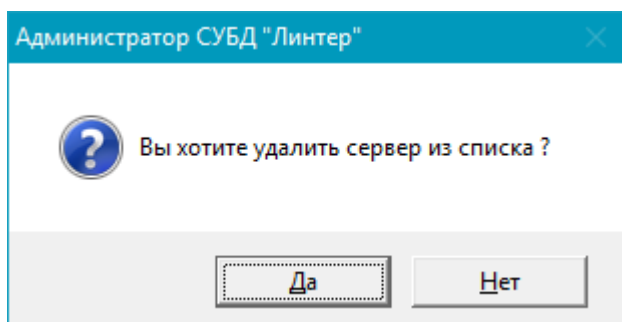 Администратор СУБД "Линтер"
Вы хотите удалить сервер из списка ?
Да
Нет